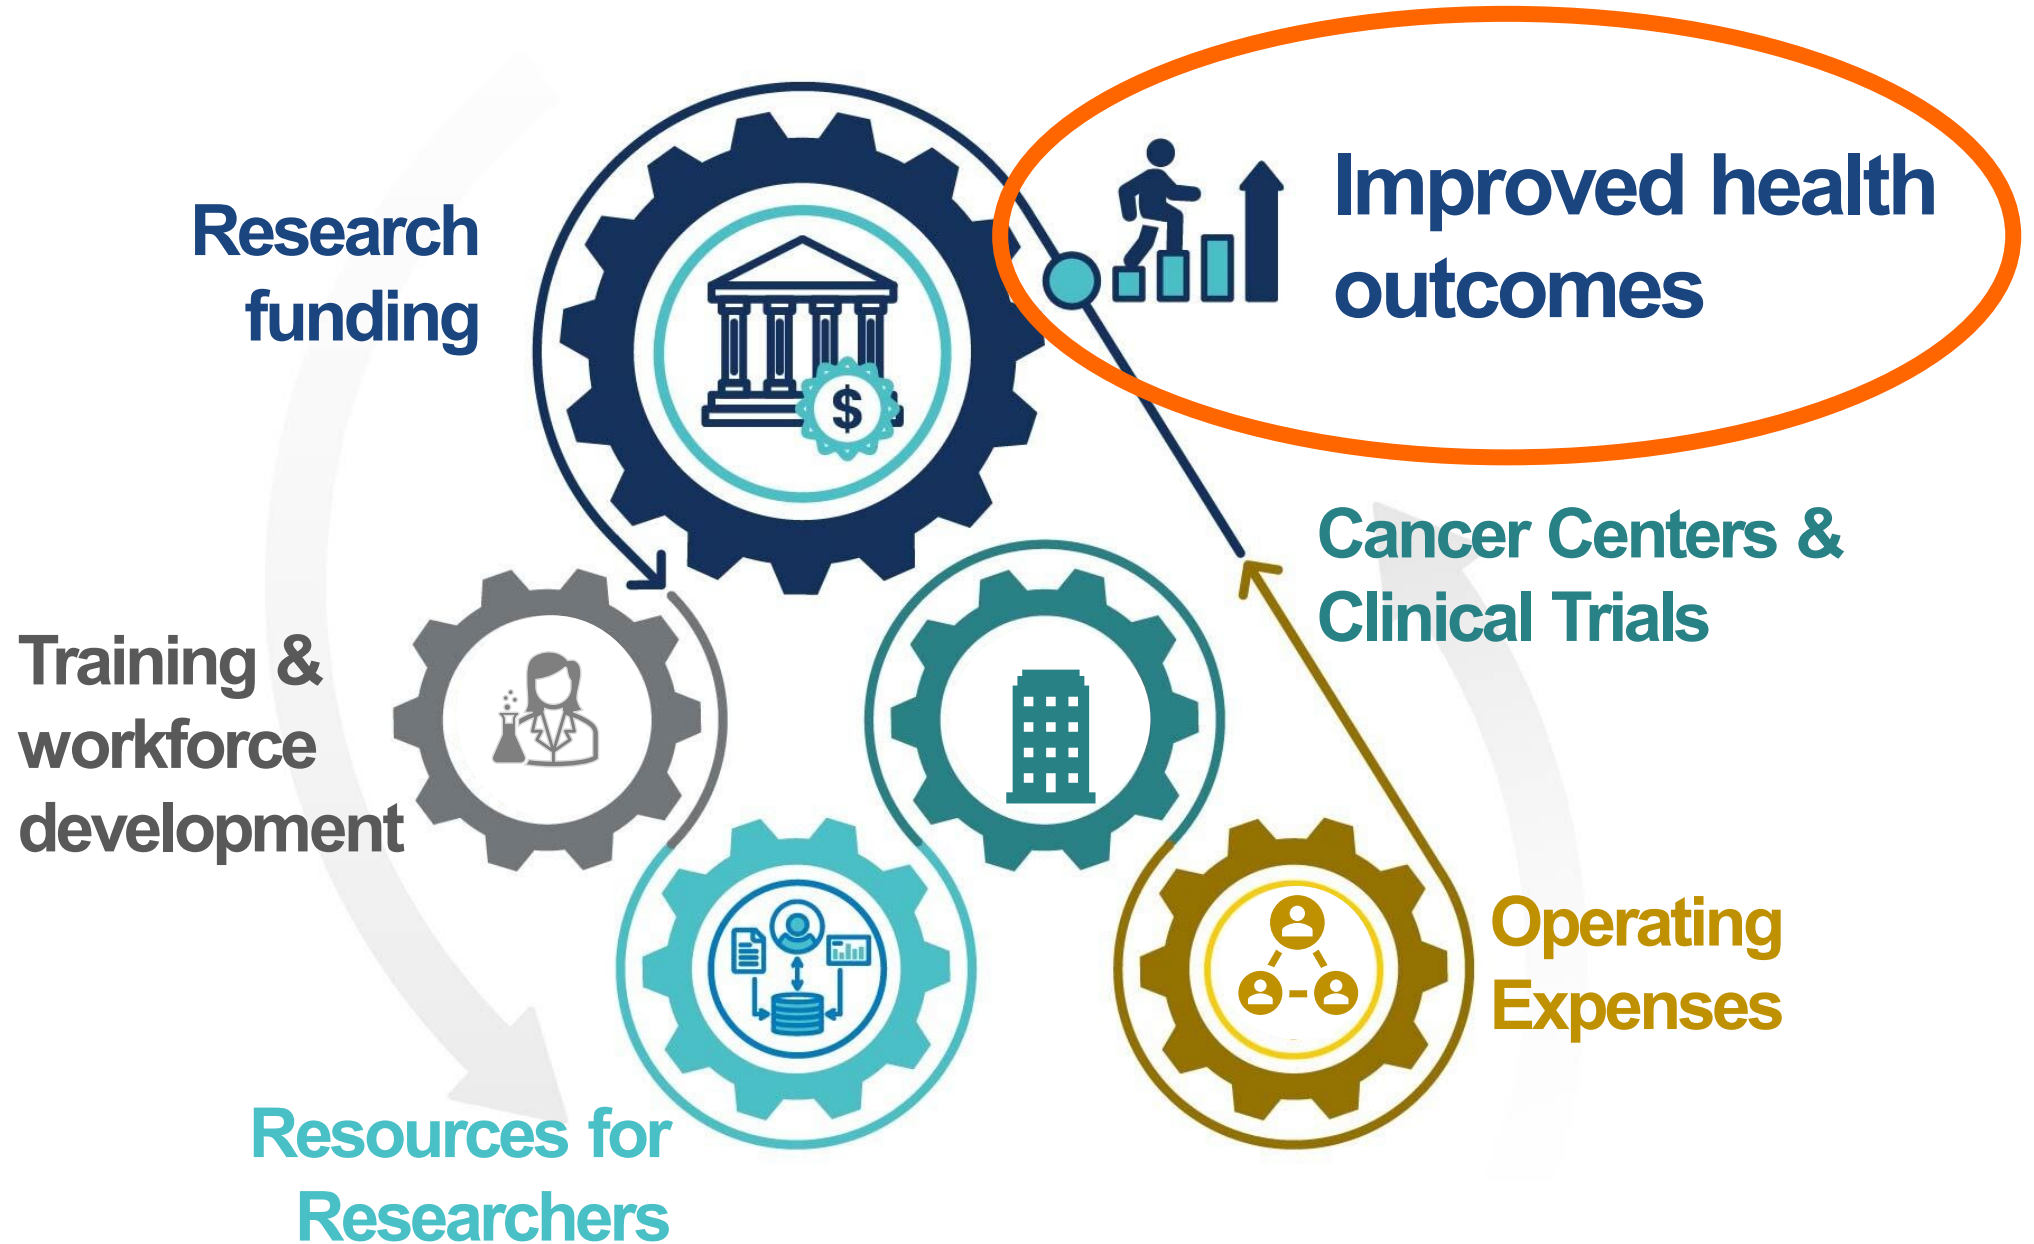 Research
funding
Improved health
outcomes
$
Cancer Centers &
Clinical Trials
Training &
workforce
development
Operating
Expenses
Resources for
Researchers